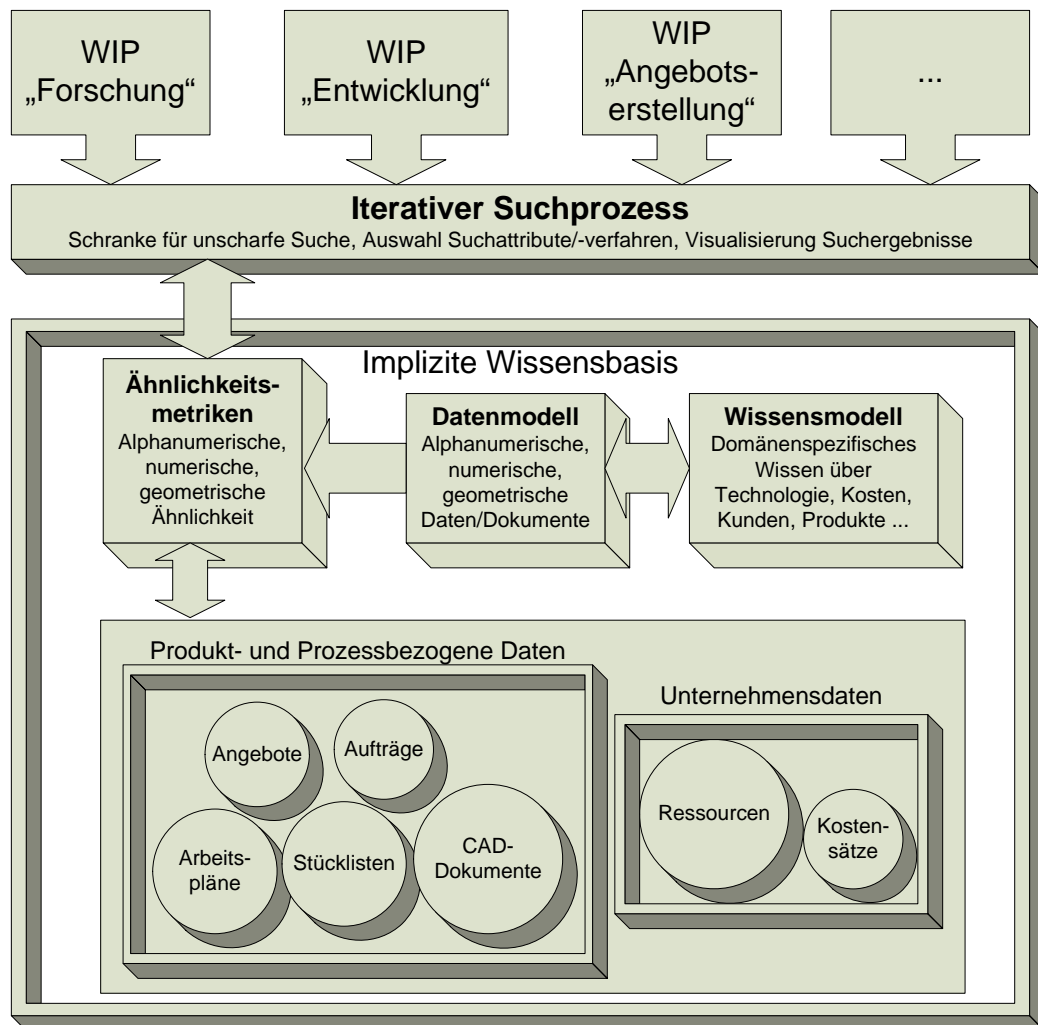 WIP
„Forschung“
WIP
„Entwicklung“
WIP
„Angebots-
erstellung“
...
Iterativer Suchprozess
Schranke für unscharfe Suche, Auswahl Suchattribute/-verfahren, Visualisierung Suchergebnisse
Implizite Wissensbasis
Ähnlichkeits-
metriken
Alphanumerische,
numerische,
geometrische
Ähnlichkeit
Datenmodell
Alphanumerische,
numerische,
geometrische
Daten/Dokumente
Wissensmodell
Domänenspezifisches
Wissen über
Technologie, Kosten,
Kunden, Produkte ...
Produkt- und Prozessbezogene Daten
Angebote
Aufträge
Arbeits-
pläne
Stücklisten
CAD-
Dokumente
Unternehmensdaten
Ressourcen
Kosten-
sätze